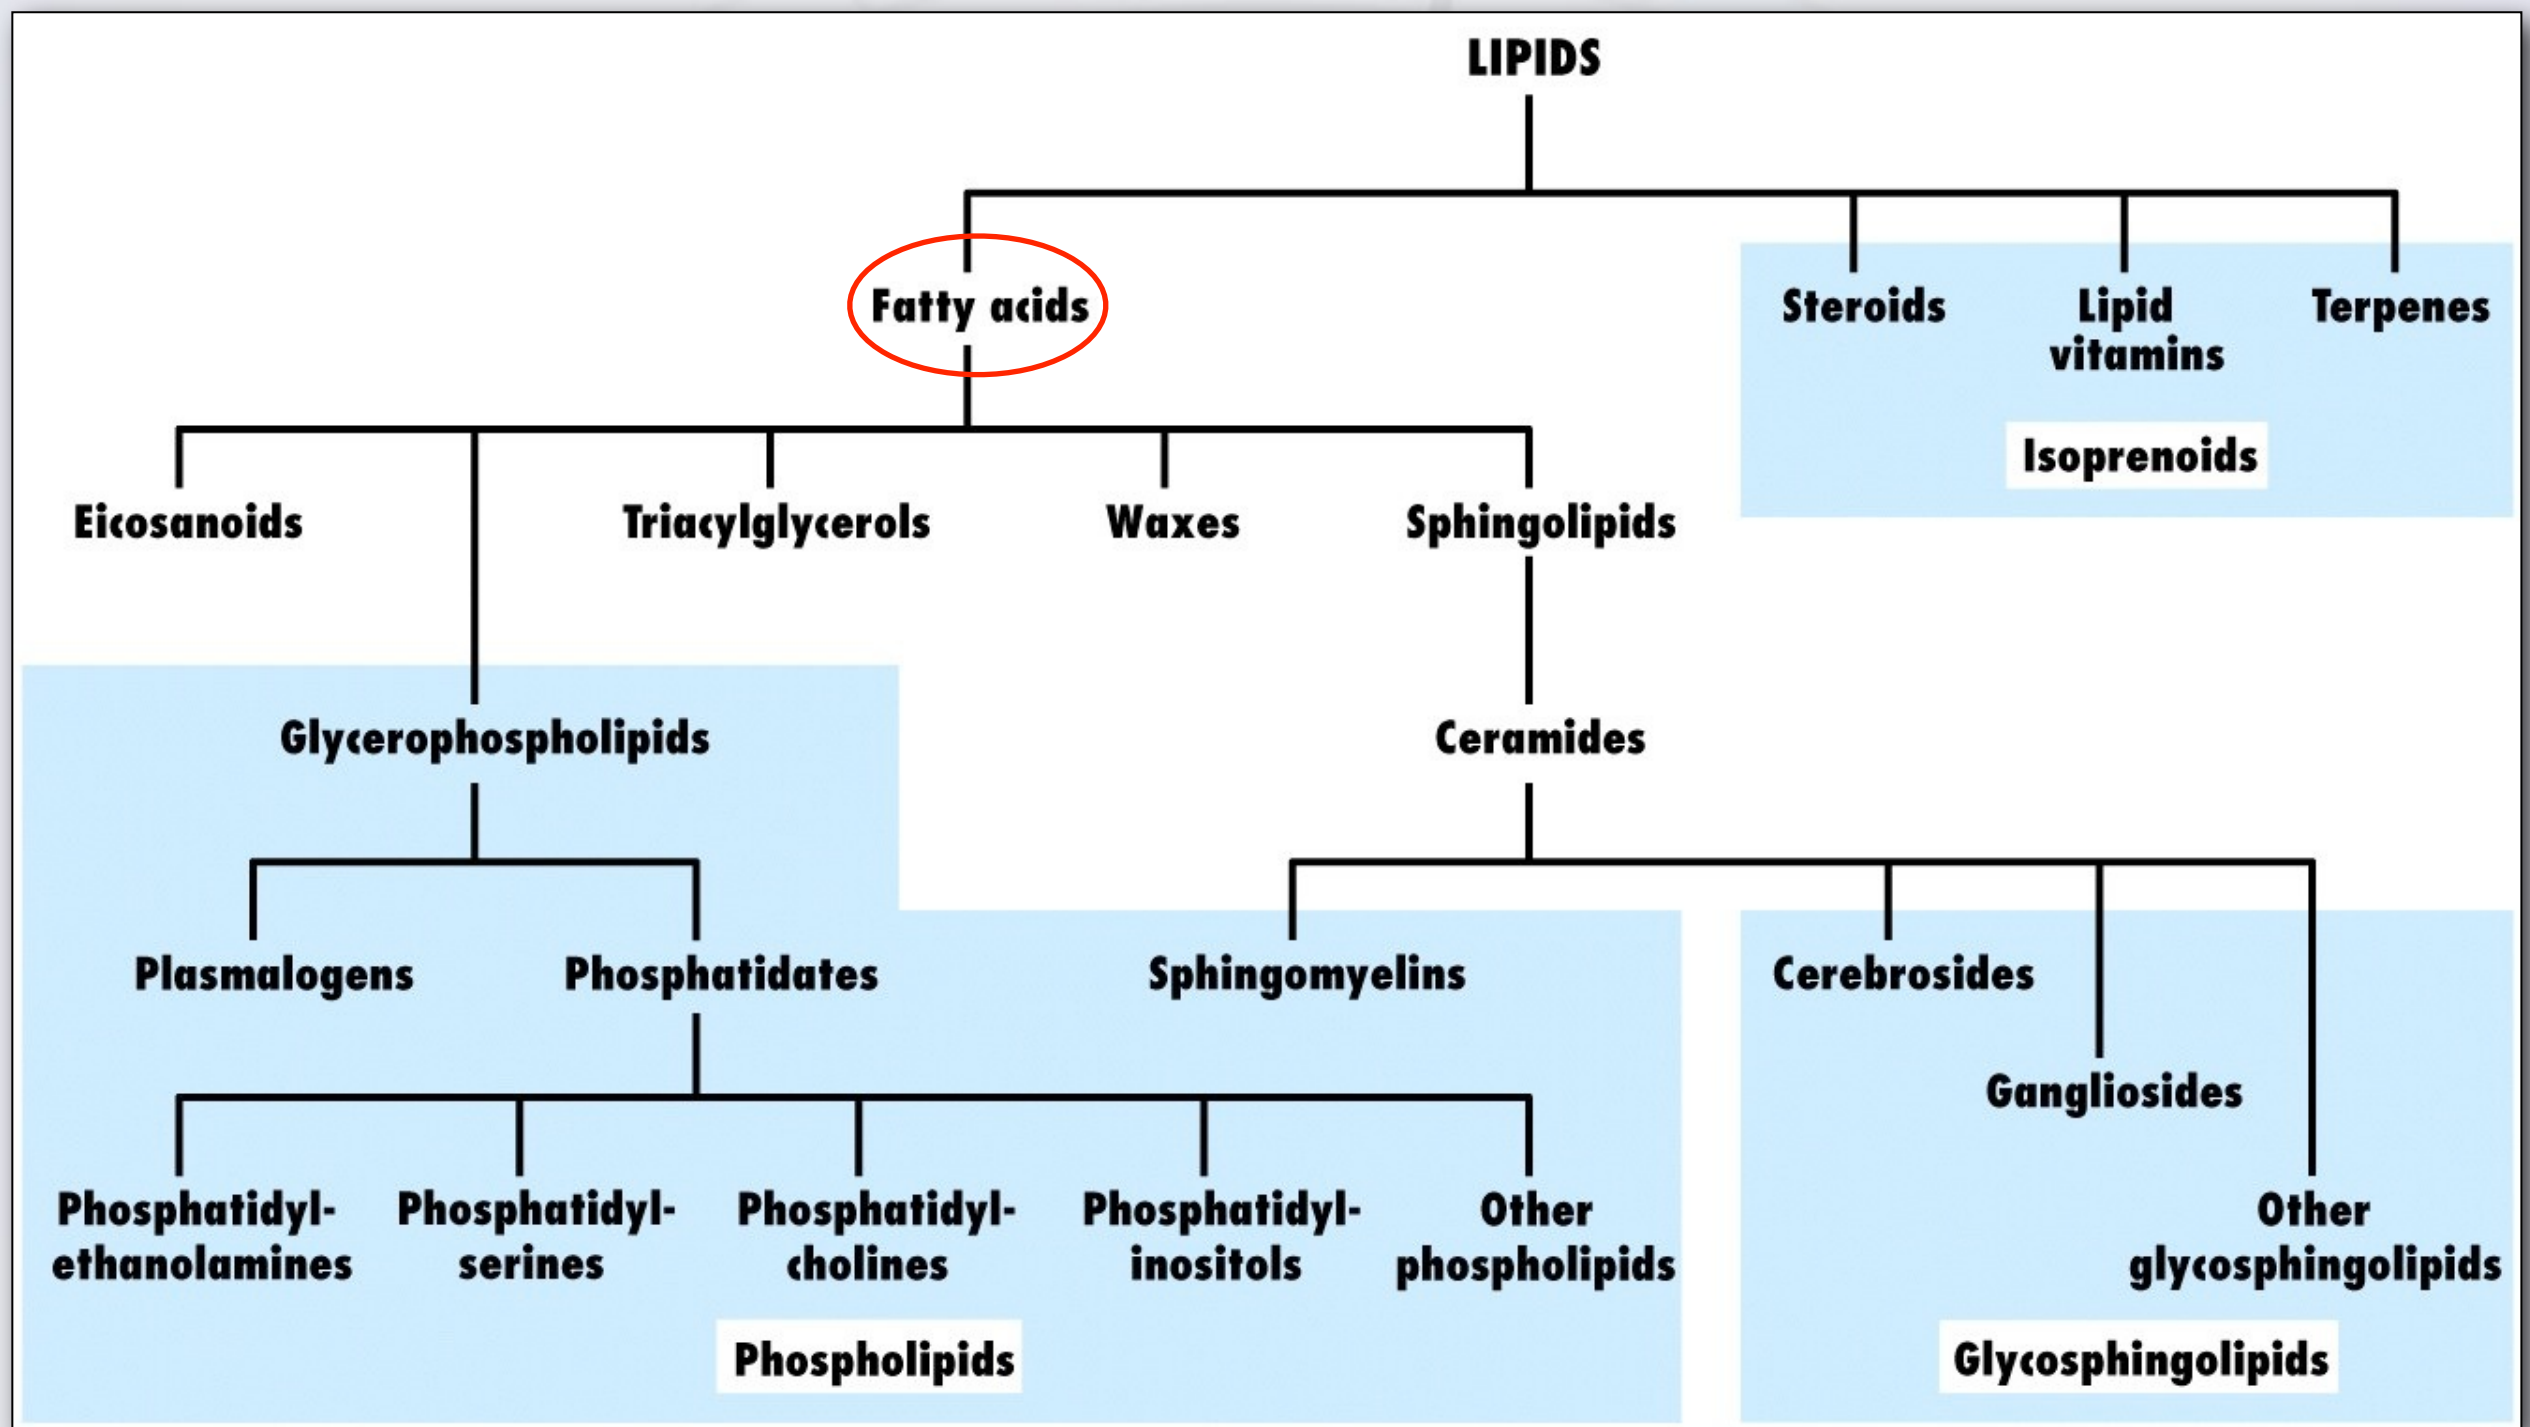 LIPIDS
Fatty acids
Steroids
Lipid
vitamins
Terpenes
Isoprenoids
Eicosanoids
Triacylglycerols
Waxes
Sphingolipids
Glycerophospholipids
Ceramides
Plasmalogens
Phosphatidates
Sphingomyelins
Cerebrosides
Gangliosides
Phosphatidyl-
ethanolamines
Phosphatidyl-
serines
Phosphatidyl-
cholines
Phosphatidyl-
inositols
Other
phospholipids
Other
glycosphingolipids
Phospholipids
Glycosphingolipids